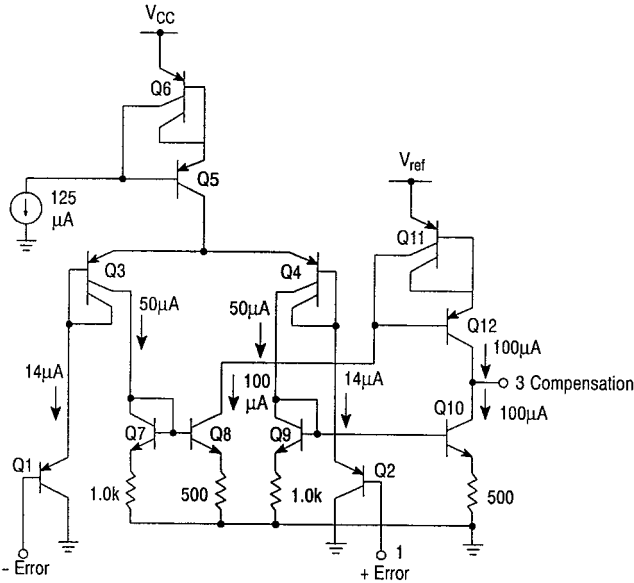 VCC
Q6
Q5
125
μA
Vref
Q11
Q12
Q3
Q4
50μA
50μA
100μA
3 Compensation
100μA
14μA
100
μA
14μA
Q7
Q8
Q9
Q10
Q1
Q2
1.0k
500
1.0k
500
- Error
1
+ Error